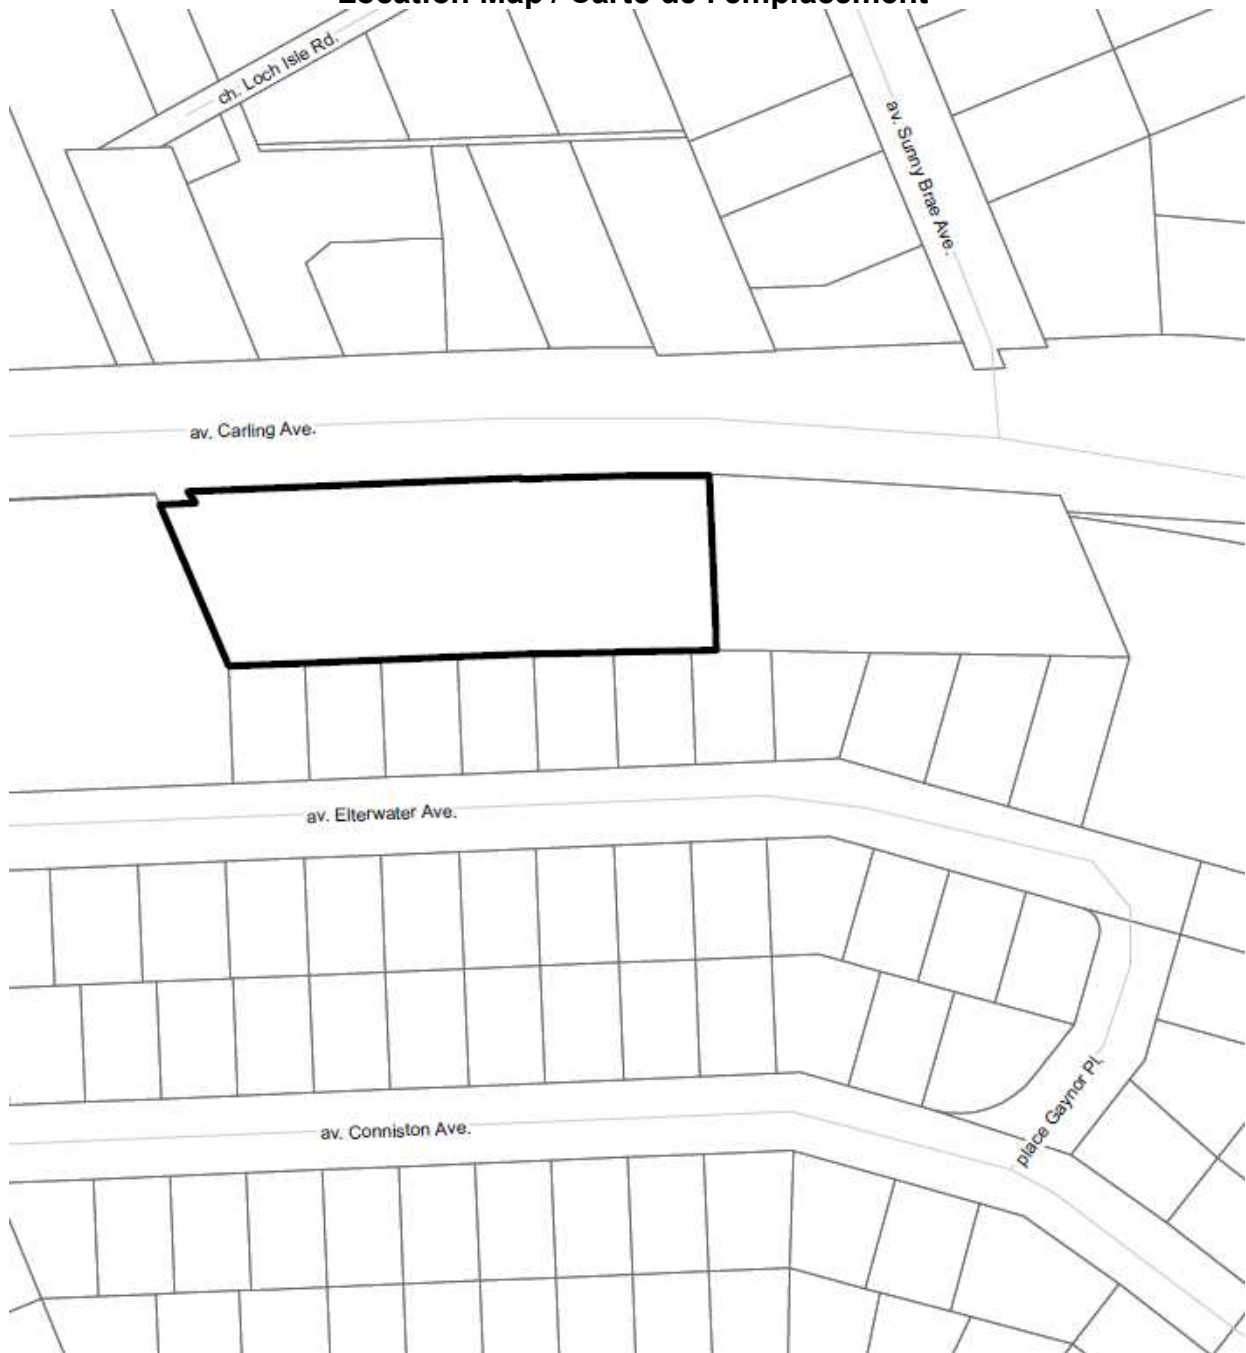 Location Map / Carte de l'emplacement
ch. Loch Isle Rd.
av. Sunny Brae Ave.
av. Carling Ave.
av. Elterwater Ave.
place Gaynor Pl.
av. Conniston Ave.